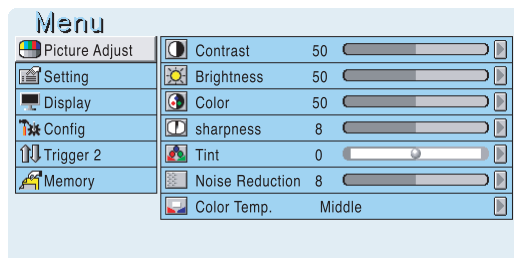 Menu
Picture Adjust
Setting
Display
Config
Trigger 2
Memory
Contrast 50
Brightness 50
Color 50
sharpness 8
Tint 0
Noise Reduction 8
Color Temp. Middle